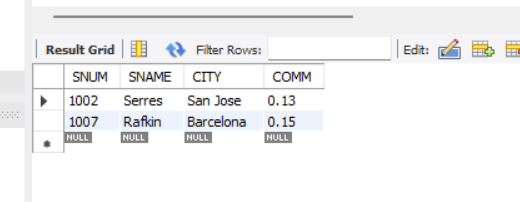 Result Grid Filter Rows: Edit:
SNUM SNAME CITY COMM
1002 Serres San Jose 0.13
1007 Rafkin Barcelona 0.15
NULL NULL NULL NULL